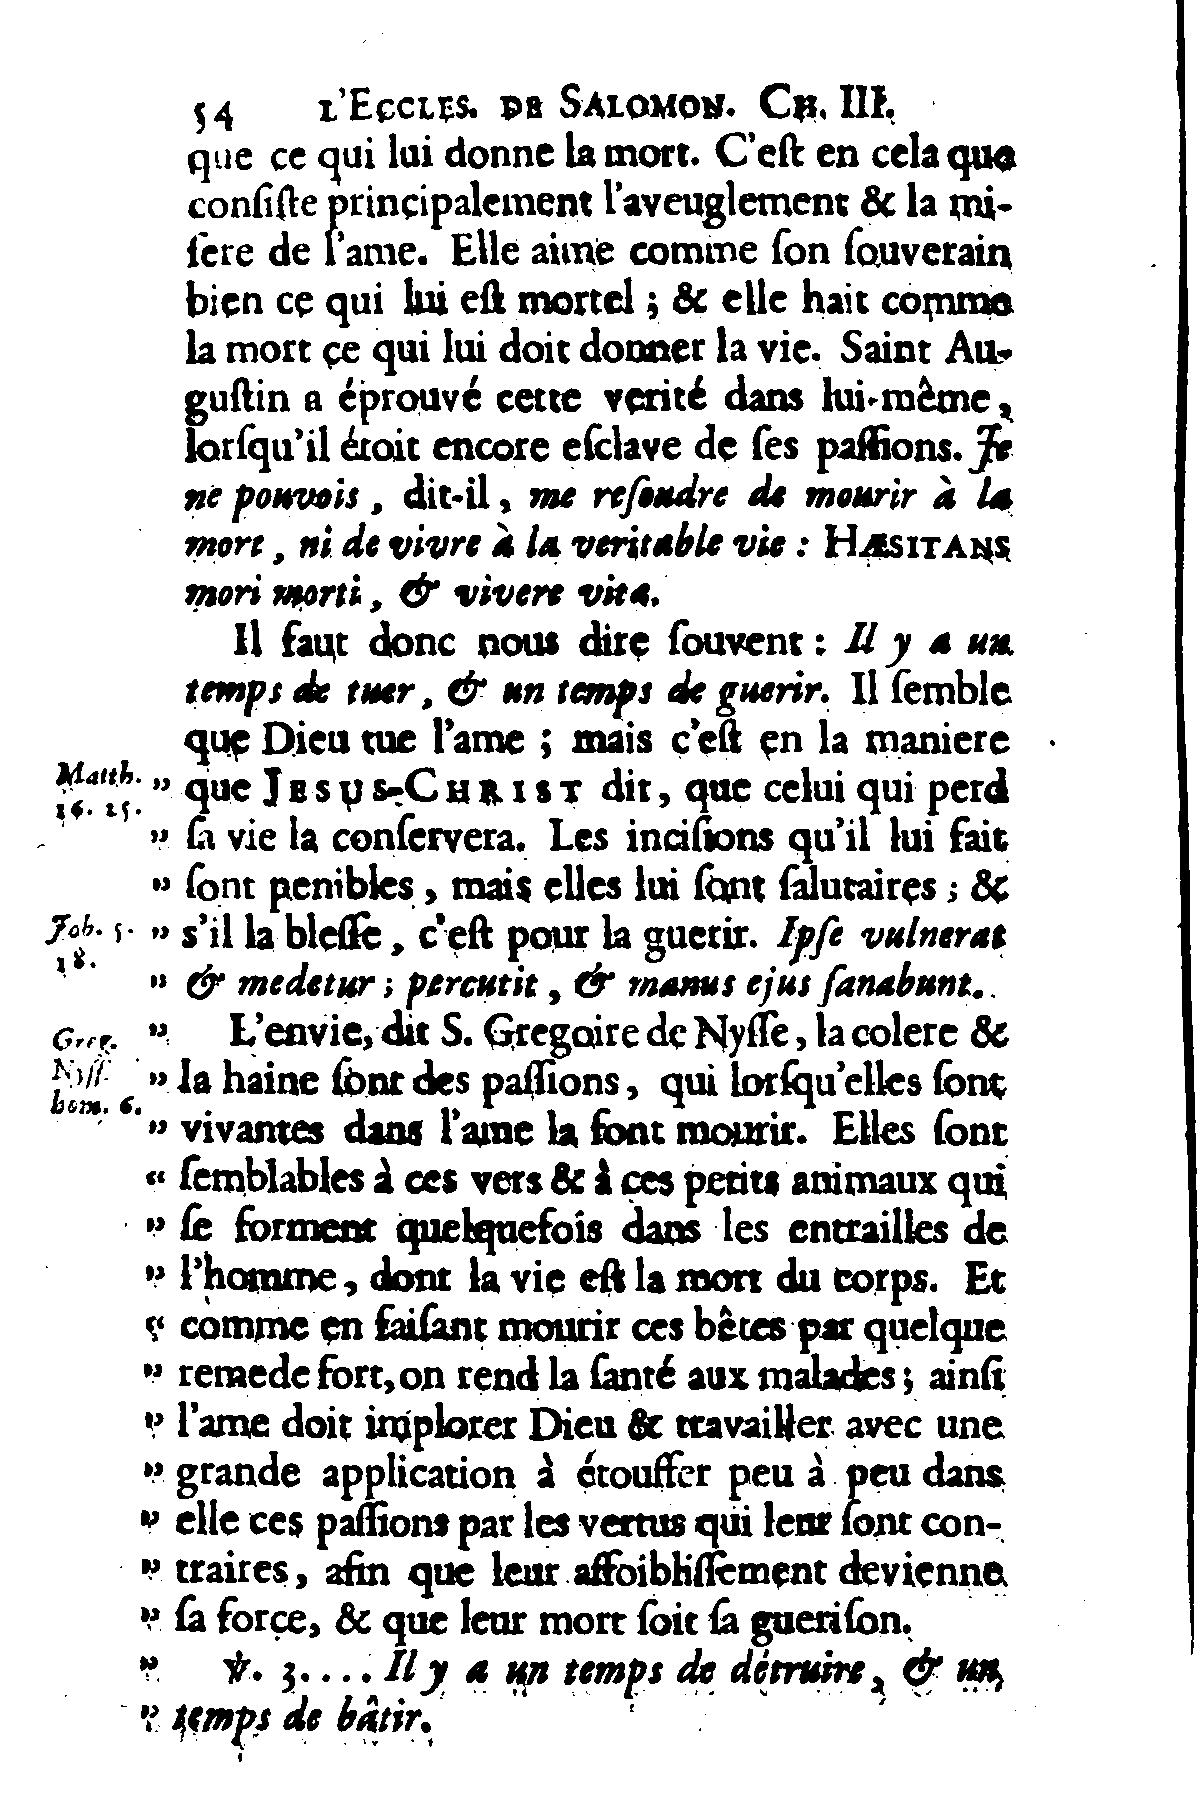 54 L'ECCLES. DE SALOMON. CH. III.
que ce qui lui donne la mort. C'eſt en cela que
conſiſte principalement l'aveuglement & la mi-
ſere de l'ame. Elle aime comme ſon ſouverain
bien ce qui lui eſt mortel ; & elle hait comme
la mort ce qui lui doit donner la vie. Saint Au-
guſtin a éprouvé cette verité dans lui-même,
lorſqu'il étoit encore eſclave de ſes paſſions. Je
ne pouvois, dit-il, me reſoudre de mourir à la
mort, ni de vivre à la veritable vie : HÆSITANS
mori morti, & vivere vita.
Il faut donc nous dire ſouvent : Il y a un
temps de tuer, & un temps de guerir. Il ſemble
que Dieu tue l'ame ; mais c'eſt en la maniere
Matth. 16. 25.
" que JESUS-CHRIST dit, que celui qui perd
" ſa vie la conſervera. Les inciſions qu'il lui fait
" ſont penibles, mais elles lui ſont ſalutaires ; &
Job. 5. 18.
" s'il la bleſſe, c'eſt pour la guerir. Ipſe vulnerat
" & medetur ; percutit, & manus ejus ſanabunt.
Greg. Nyſſ. hom. 6.
" L'envie, dit S. Gregoire de Nyſſe, la colere &
" la haine ſont des paſſions, qui lorſqu'elles ſont
" vivantes dans l'ame la font mourir. Elles ſont
“ ſemblables à ces vers & à ces petits animaux qui
" ſe forment quelquefois dans les entrailles de
" l'homme, dont la vie eſt la mort du corps. Et
“ comme en faiſant mourir ces bêtes par quelque
" remede fort, on rend la ſanté aux malades ; ainſi
" l'ame doit implorer Dieu & travailler avec une
" grande application à étouffer peu à peu dans
" elle ces paſſions par les vertus qui leur ſont con-
" traires, afin que leur affoibliſſement devienne
" ſa force, & que leur mort ſoit ſa gueriſon.
" ℣. 3.... Il y a un temps de détruire, & un
" temps de bâtir.